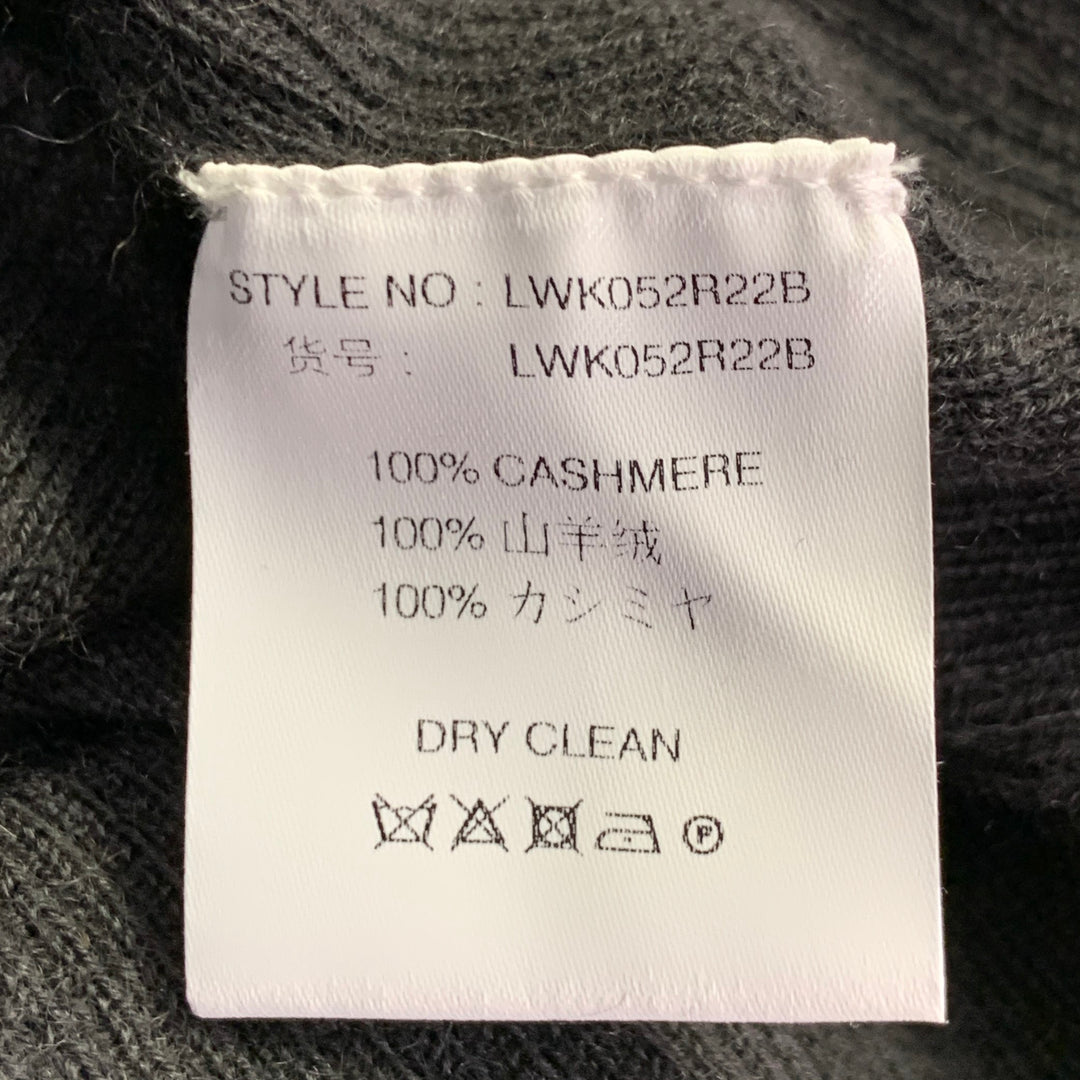 STYLE NO : LWK052R22B
货号 : LWK052R22B
100% CASHMERE
100% 山羊绒
100% カシミヤ
DRY CLEAN
P